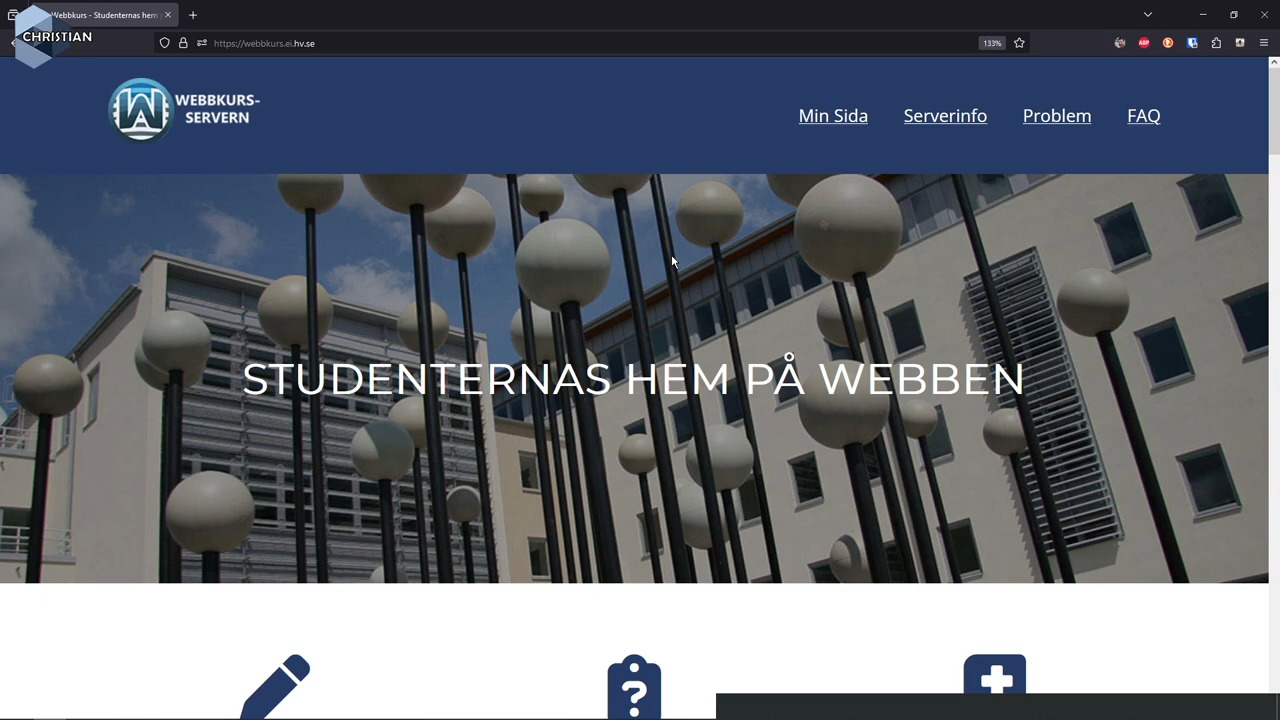 Webbkurs - Studenternas hem
CHRISTIAN
https://webbkurs.ei.hv.se
133%
ABP
WEBBKURS-
SERVERN
Min Sida
Serverinfo
Problem
FAQ
STUDENTERNAS HEM PÅ WEBBEN